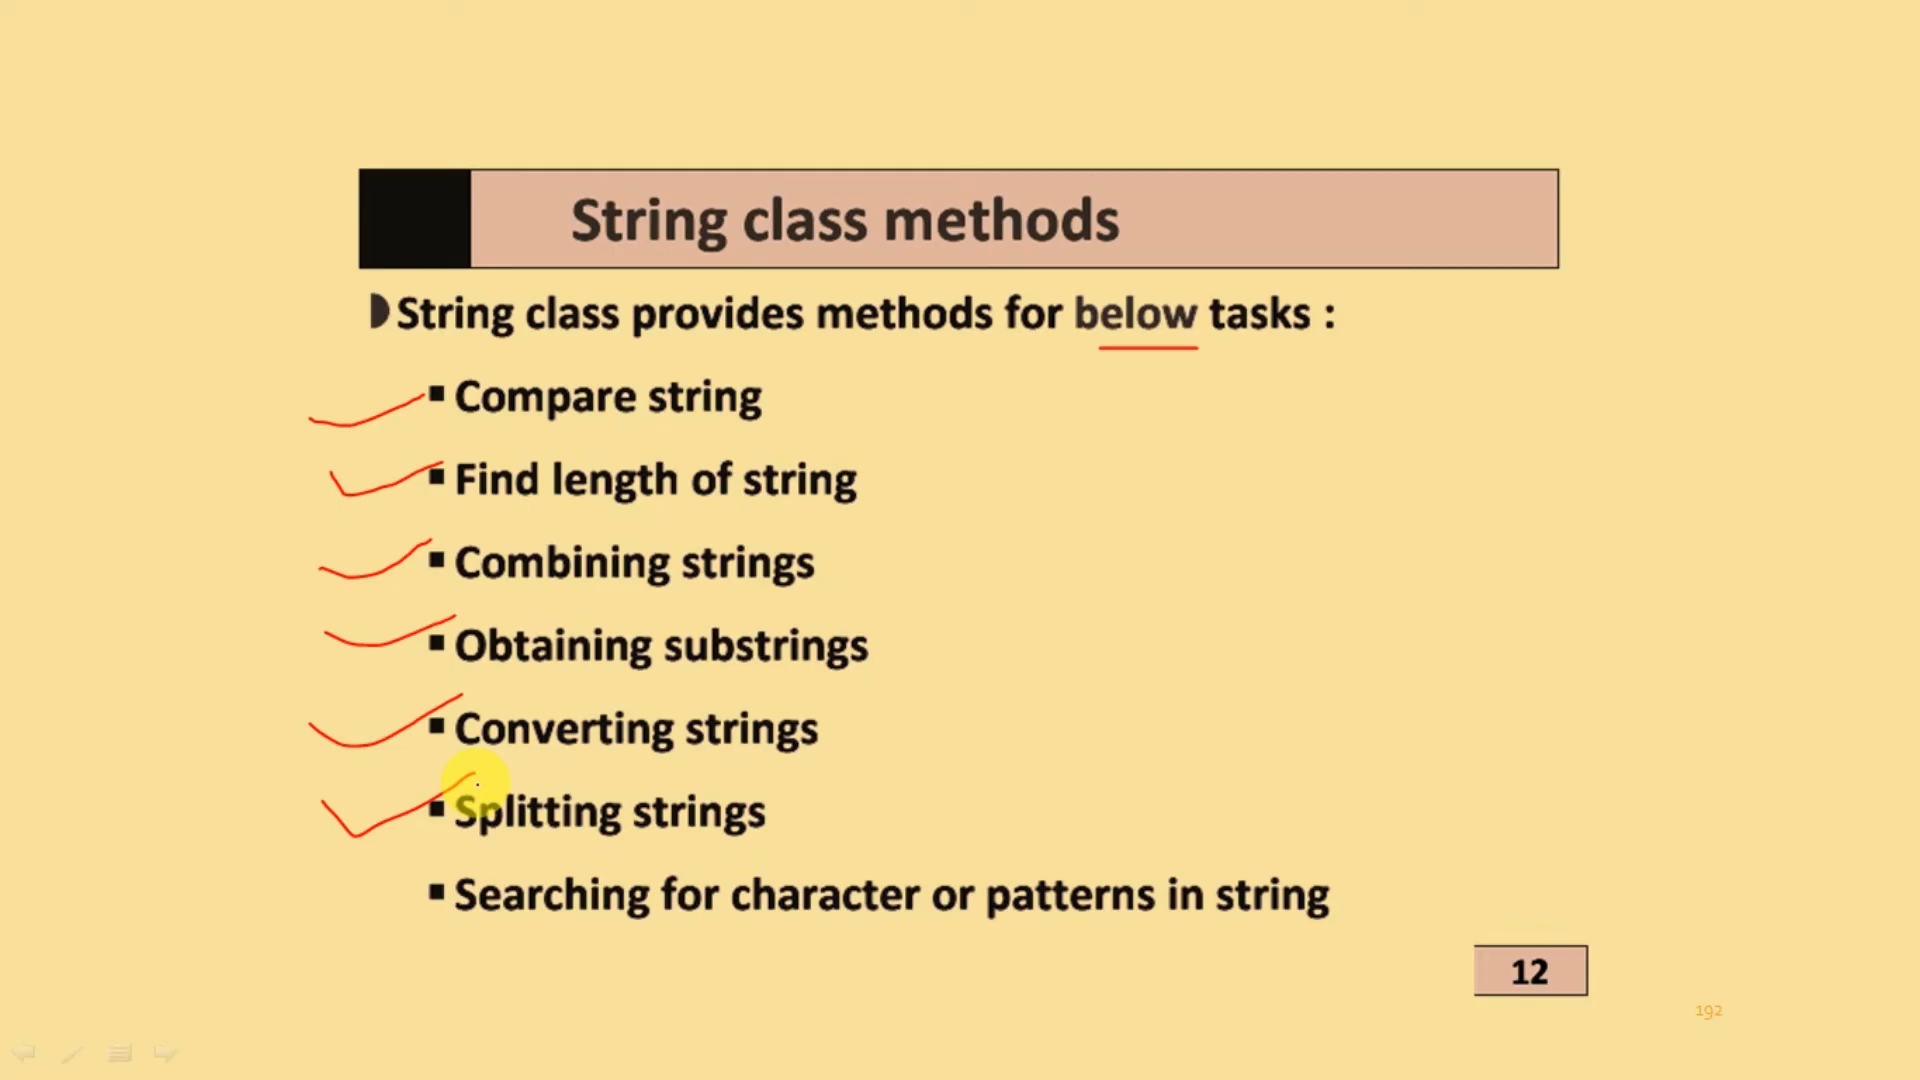 String class methods
String class provides methods for below tasks :
Compare string
Find length of string
Combining strings
Obtaining substrings
Converting strings
Splitting strings
Searching for character or patterns in string
12
192